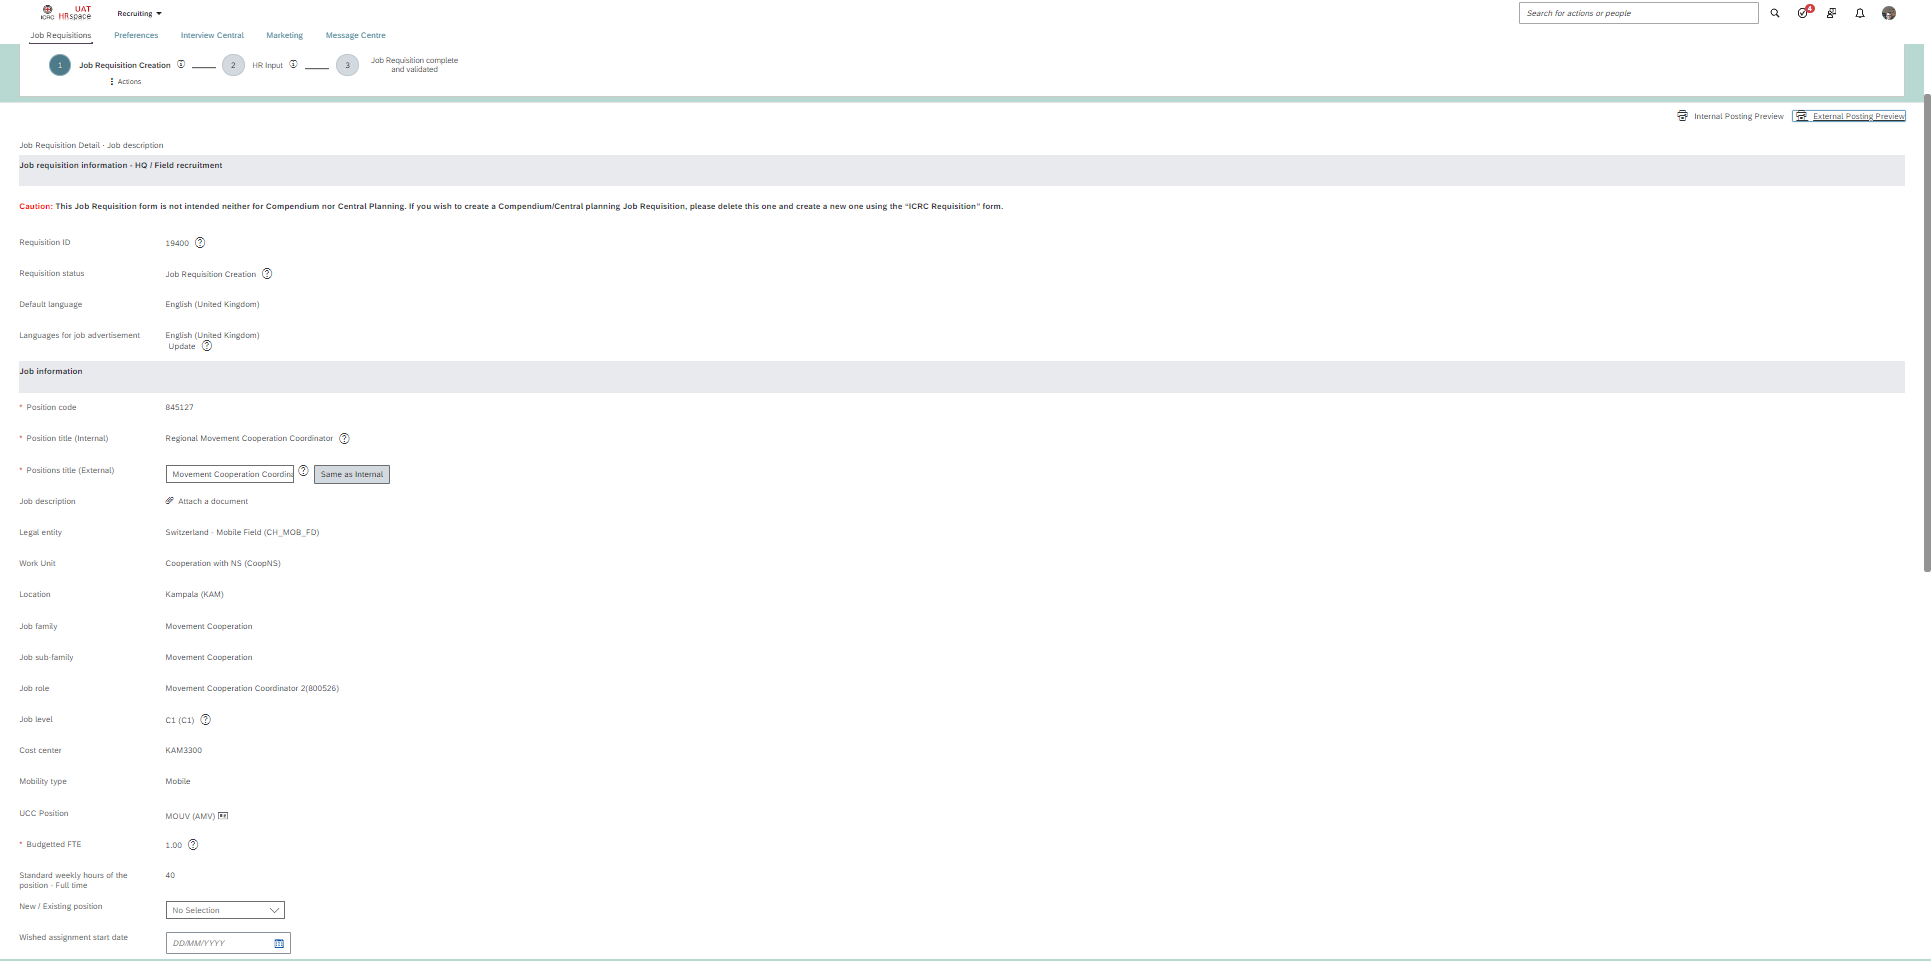 UAT
ICRC HRspace
Recruiting
Search for actions or people
4
Job Requisitions
Preferences
Interview Central
Marketing
Message Centre
1
Job Requisition Creation
2
HR Input
3
Job Requisition complete
and validated
Actions
Internal Posting Preview
External Posting Preview
Job Requisition Detail - Job description
Job requisition information - HQ / Field recruitment
Caution: This Job Requisition form is not intended neither for Compendium nor Central Planning. If you wish to create a Compendium/Central planning Job Requisition, please delete this one and create a new one using the “ICRC Requisition” form.
Requisition ID
19400
Requisition status
Job Requisition Creation
Default language
English (United Kingdom)
Languages for job advertisement
English (United Kingdom)
Update
Job information
* Position code
845127
* Position title (Internal)
Regional Movement Cooperation Coordinator
* Positions title (External)
Movement Cooperation Coordina
Same as Internal
Job description
Attach a document
Legal entity
Switzerland - Mobile Field (CH_MOB_FD)
Work Unit
Cooperation with NS (CoopNS)
Location
Kampala (KAM)
Job family
Movement Cooperation
Job sub-family
Movement Cooperation
Job role
Movement Cooperation Coordinator 2(800526)
Job level
C1 (C1)
Cost center
KAM3300
Mobility type
Mobile
UCC Position
MOUV (AMV)
* Budgetted FTE
1.00
Standard weekly hours of the
position - Full time
40
New / Existing position
No Selection
Wished assignment start date
DD/MM/YYYY